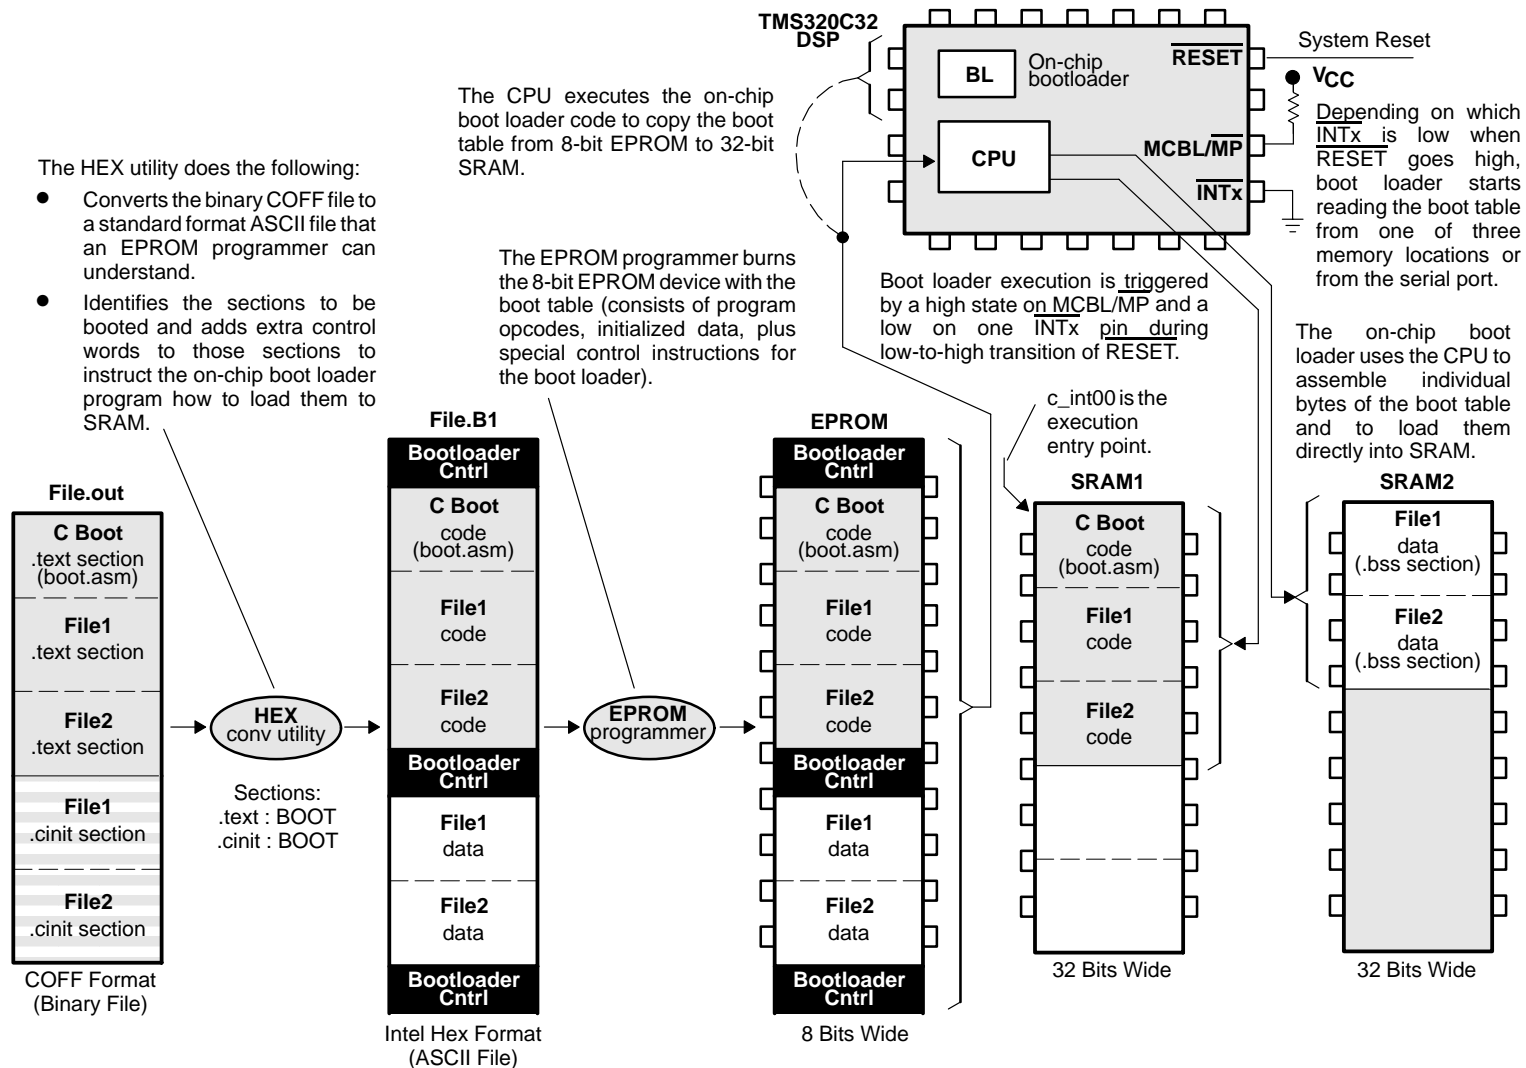 TMS320C32
DSP
BL
On-chip
bootloader
CPU
RESET
MCBL/MP
INTx
System Reset
VCC
Depending on which
INTx is low when
RESET goes high,
boot loader starts
reading the boot table
from one of three
memory locations or
from the serial port.
The CPU executes the on-chip
boot loader code to copy the boot
table from 8-bit EPROM to 32-bit
SRAM.
The HEX utility does the following:
● Converts the binary COFF file to
a standard format ASCII file that
an EPROM programmer can
understand.
● Identifies the sections to be
booted and adds extra control
words to those sections to
instruct the on-chip boot loader
program how to load them to
SRAM.
The EPROM programmer burns
the 8-bit EPROM device with the
boot table (consists of program
opcodes, initialized data, plus
special control instructions for
the boot loader).
Boot loader execution is triggered
by a high state on MCBL/MP and a
low on one INTx pin during
low-to-high transition of RESET.
The on-chip boot
loader uses the CPU to
assemble individual
bytes of the boot table
and to load them
directly into SRAM.
c_int00 is the
execution
entry point.
File.out
C Boot
.text section
(boot.asm)
File1
.text section
File2
.text section
File1
.cinit section
File2
.cinit section
COFF Format
(Binary File)
HEX
conv utility
Sections:
.text : BOOT
.cinit : BOOT
File.B1
Bootloader
Cntrl
C Boot
code
(boot.asm)
File1
code
File2
code
Bootloader
Cntrl
File1
data
File2
data
Bootloader
Cntrl
Intel Hex Format
(ASCII File)
EPROM
programmer
EPROM
Bootloader
Cntrl
C Boot
code
(boot.asm)
File1
code
File2
code
Bootloader
Cntrl
File1
data
File2
data
Bootloader
Cntrl
8 Bits Wide
SRAM1
C Boot
code
(boot.asm)
File1
code
File2
code
32 Bits Wide
SRAM2
File1
data
(.bss section)
File2
data
(.bss section)
32 Bits Wide